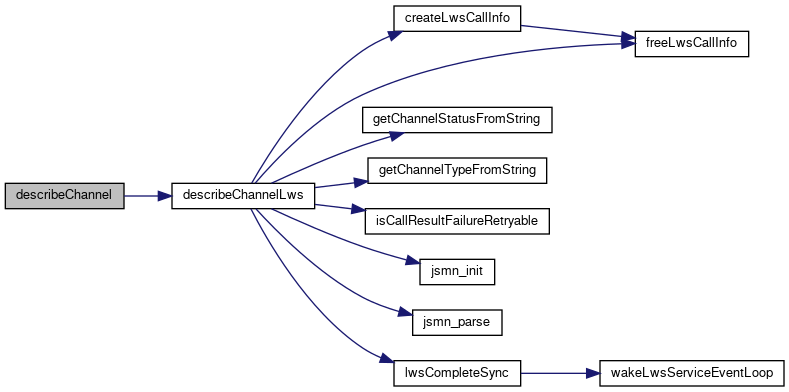 createLwsCallInfo
freeLwsCallInfo
getChannelStatusFromString
getChannelTypeFromString
describeChannel
describeChannelLws
isCallResultFailureRetryable
jsmn_init
jsmn_parse
lwsCompleteSync
wakeLwsServiceEventLoop